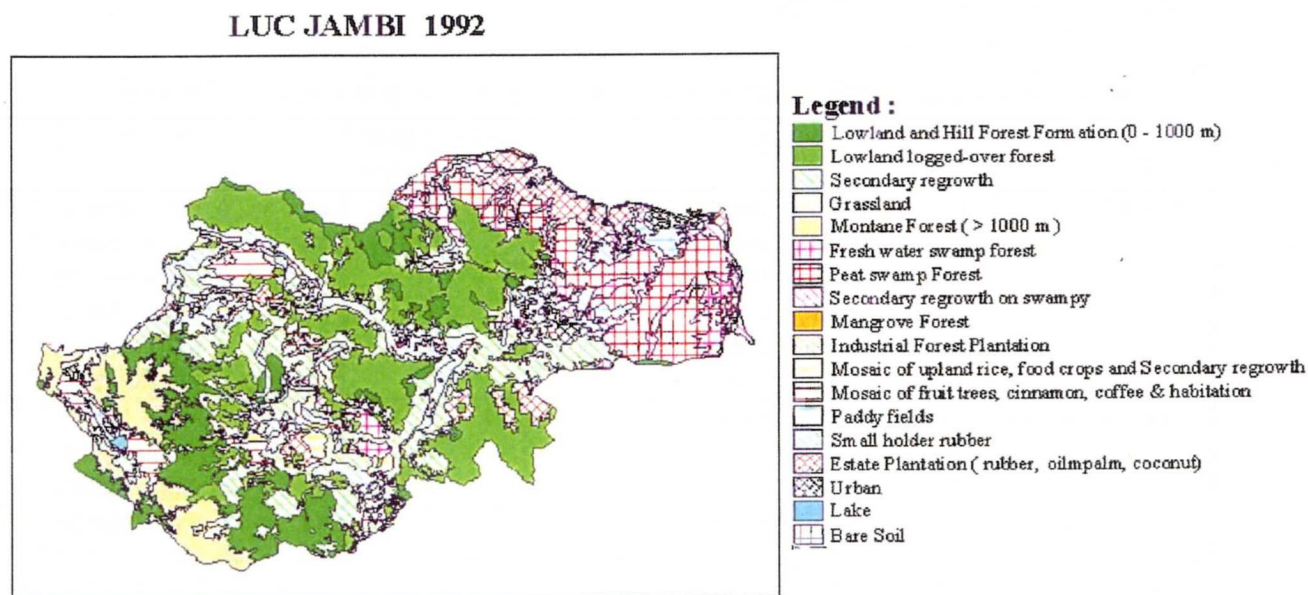 LUC JAMBI 1992
Legend :
Lowland and Hill Forest Formation (0 - 1000 m)
Lowland logged-over forest
Secondary regrowth
Grassland
Montane Forest ( > 1000 m )
Fresh water swamp forest
Peat swamp Forest
Secondary regrowth on swampy
Mangrove Forest
Industrial Forest Plantation
Mosaic of upland rice, food crops and Secondary regrowth
Mosaic of fruit trees, cinnamon, coffee & habitation
Paddy fields
Small holder rubber
Estate Plantation ( rubber, oilmpalm, coconut)
Urban
Lake
Bare Soil